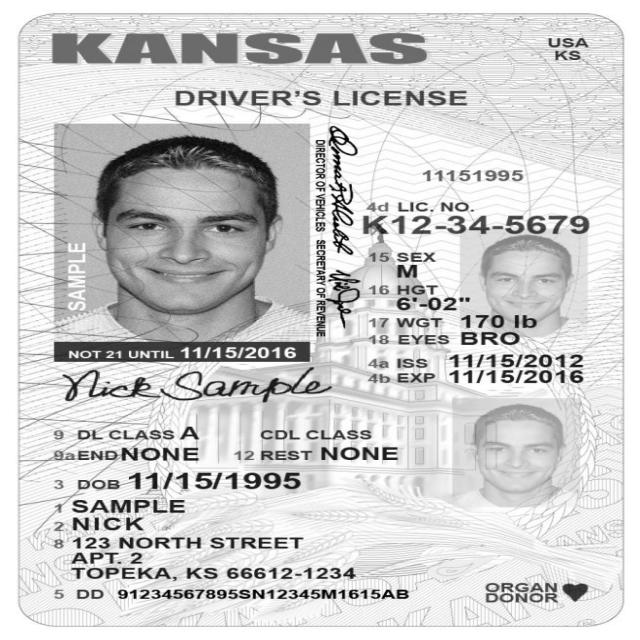 KANSAS
USA
KS
DRIVER'S LICENSE
SAMPLE
DIRECTOR OF VEHICLES SECRETARY OF REVENUE
11151995
4d LIC. NO.
K12-34-5679
15 SEX
M
16 HGT
6'-02"
17 WGT 170 lb
18 EYES BRO
4a ISS 11/15/2012
4b EXP 11/15/2016
NOT 21 UNTIL 11/15/2016
Nick Sample
9 DL CLASS A CDL CLASS
9a END NONE 12 REST NONE
3 DOB 11/15/1995
1 SAMPLE
2 NICK
8 123 NORTH STREET
APT. 2
TOPEKA, KS 66612-1234
5 DD 91234567895SN12345M1615AB
ORGAN
DONOR